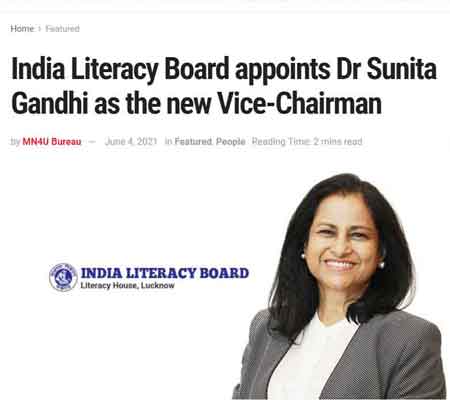 Home > Featured
India Literacy Board appoints Dr Sunita
Gandhi as the new Vice-Chairman
by MN4U Bureau — June 4, 2021 in Featured, People Reading Time: 2 mins read
INDIA LITERACY BOARD
Literacy House, Lucknow